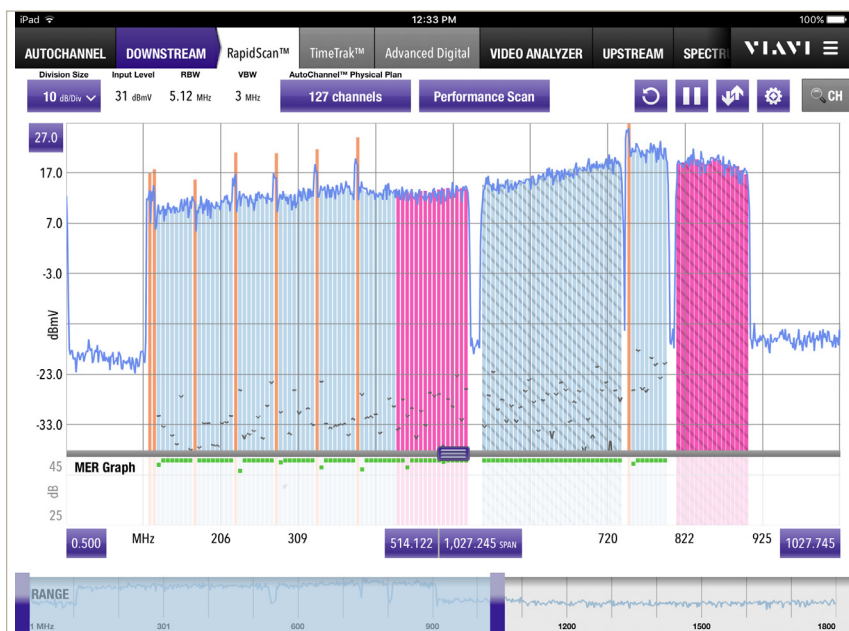 iPad 12:33 PM 100%
AUTOCHANNEL DOWNSTREAM RapidScan™ TimeTrak™ Advanced Digital VIDEO ANALYZER UPSTREAM SPECTR VIAVI
Division Size Input Level RBW VBW AutoChannel™ Physical Plan
10 dB/Div 31 dBmV 5.12 MHz 3 MHz 127 channels Performance Scan CH
27.0
17.0
7.0
-3.0
dBmV
-23.0
-33.0
45 MER Graph
dB
25
0.500 MHz 206 309 514.122 1,027.245 SPAN 720 822 925 1027.745
RANGE
1 MHz 301 600 900 1200 1500 1800